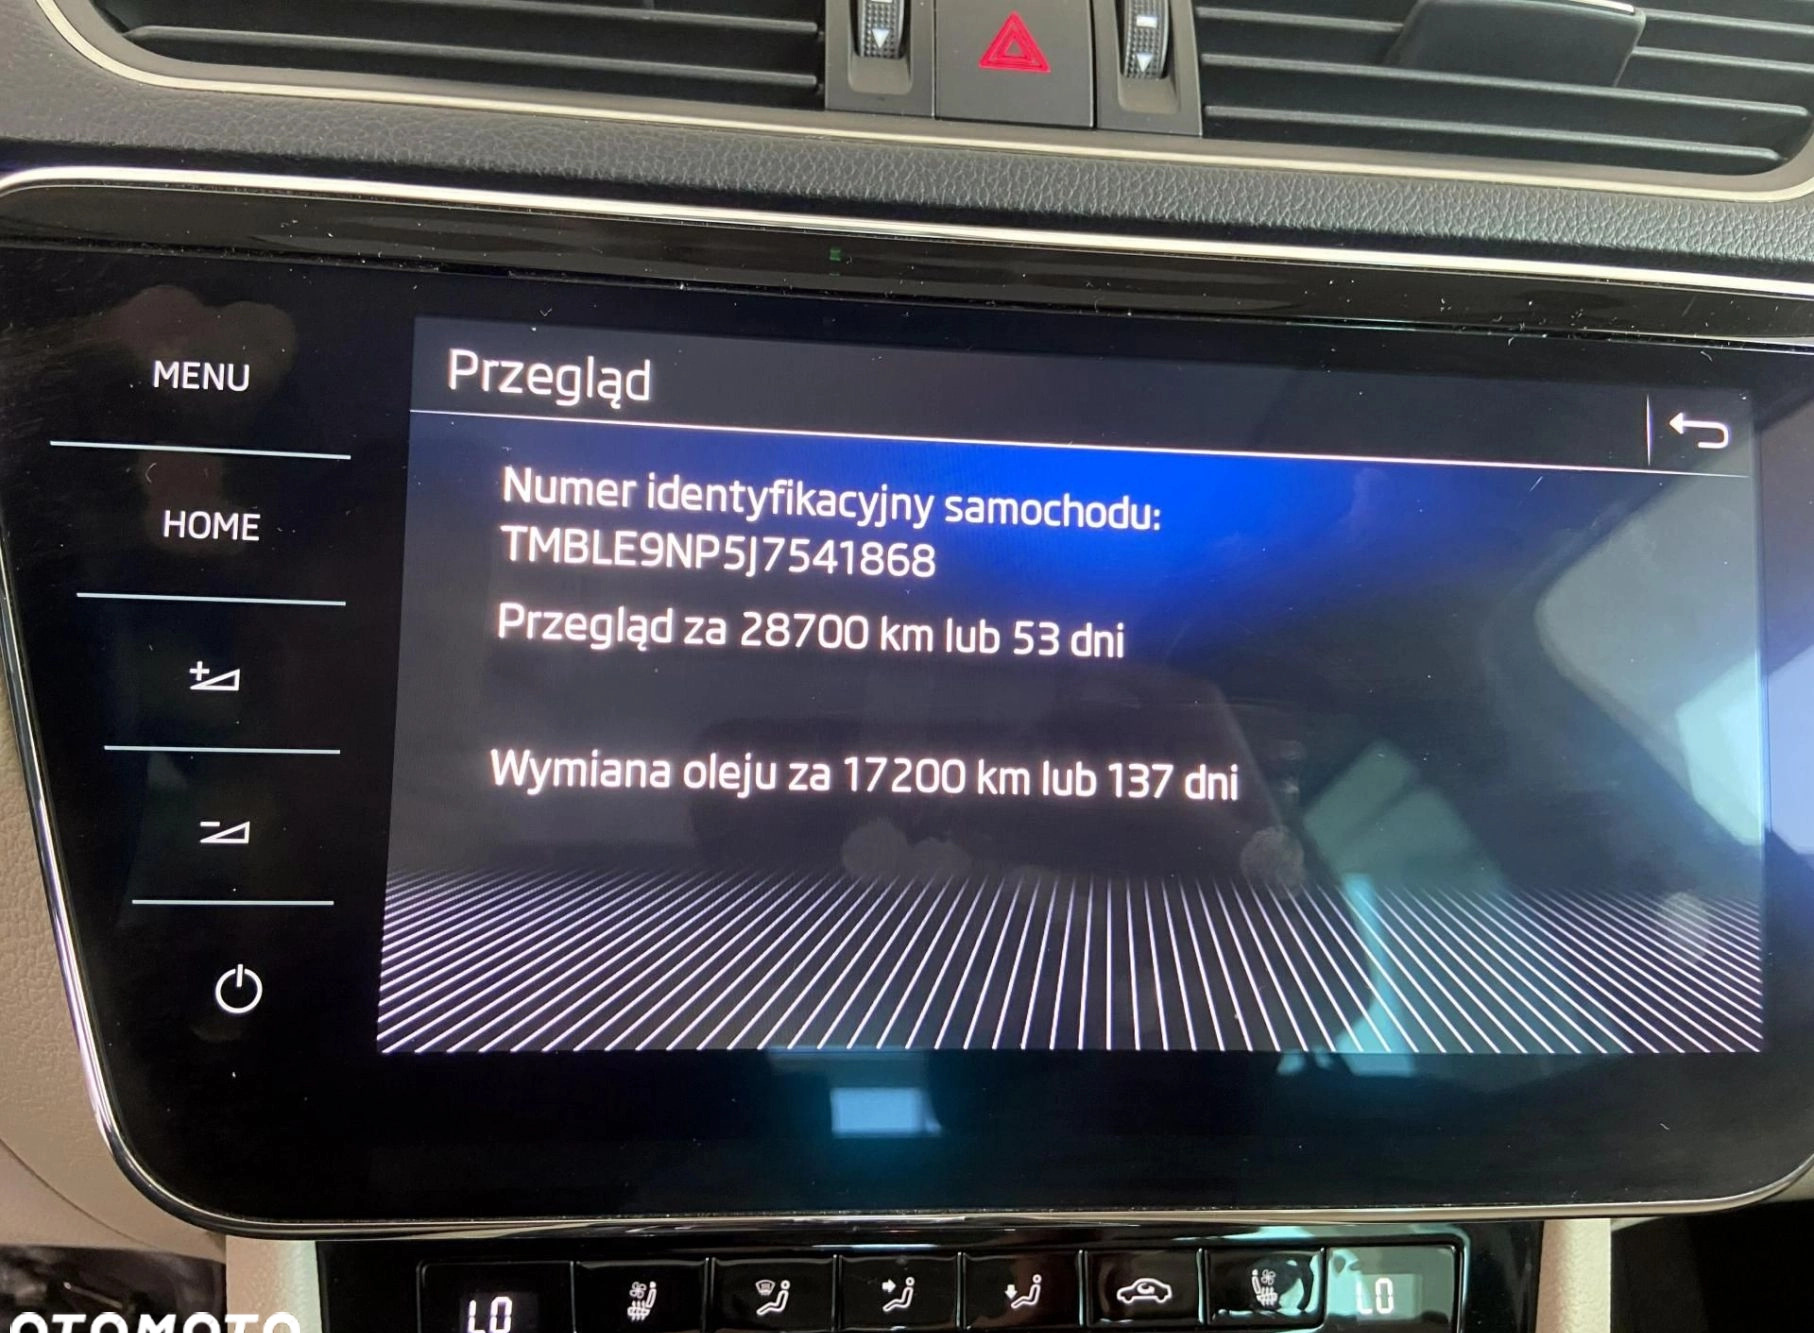 MENU
HOME
Przegląd
Numer identyfikacyjny samochodu:
TMBLE9NP5J7541868
Przegląd za 28700 km lub 53 dni
Wymiana oleju za 17200 km lub 137 dni
LO
LO
OTOMOTO